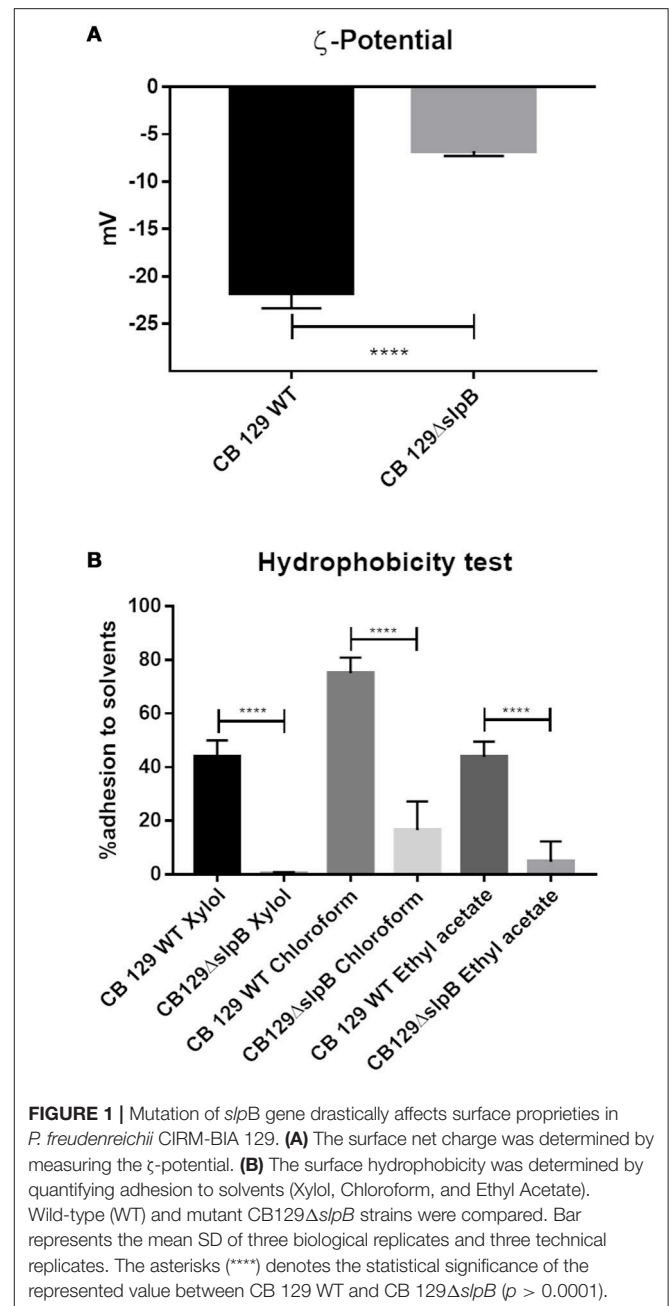 A
ζ-Potential
0
-5
-10
-15
-20
-25
mV
****
CB 129 WT
CB 129ΔslpB
B
Hydrophobicity test
100
80
60
40
20
0
%adhesion to solvents
****
****
****
CB 129 WT Xylol
CB129ΔslpB Xylol
CB 129 WT Chloroform
CB129ΔslpB Chloroform
CB 129 WT Ethyl acetate
CB129ΔslpB Ethyl acetate
FIGURE 1 | Mutation of slpB gene drastically affects surface proprieties in
P. freudenreichii CIRM-BIA 129. (A) The surface net charge was determined by
measuring the ζ-potential. (B) The surface hydrophobicity was determined by
quantifying adhesion to solvents (Xylol, Chloroform, and Ethyl Acetate).
Wild-type (WT) and mutant CB129ΔslpB strains were compared. Bar
represents the mean SD of three biological replicates and three technical
replicates. The asterisks (****) denotes the statistical significance of the
represented value between CB 129 WT and CB 129ΔslpB (p > 0.0001).